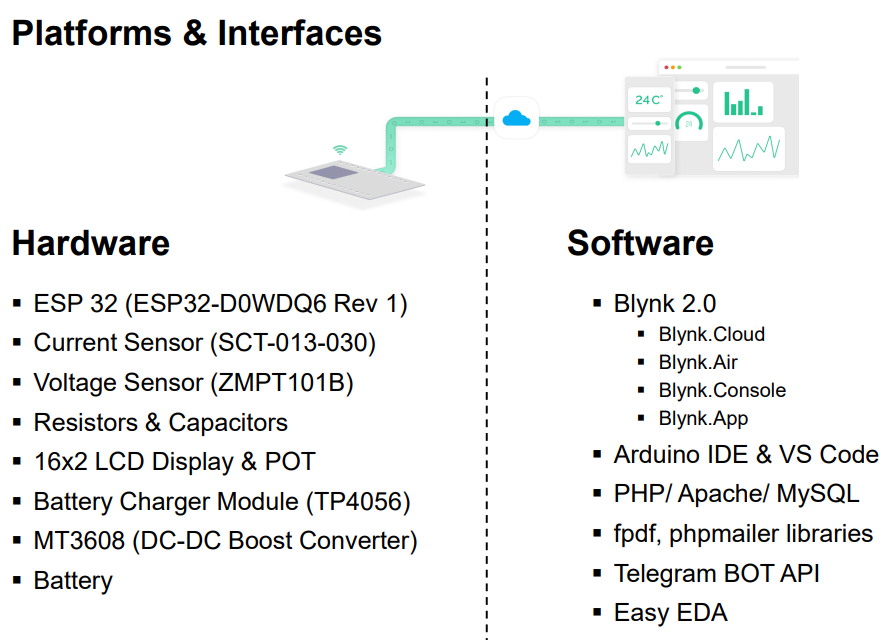 Platforms & Interfaces
24C°
Hardware
ESP 32 (ESP32-D0WDQ6 Rev 1)
Current Sensor (SCT-013-030)
Voltage Sensor (ZMPT101B)
Resistors & Capacitors
16x2 LCD Display & POT
Battery Charger Module (TP4056)
MT3608 (DC-DC Boost Converter)
Battery
Software
Blynk 2.0
Blynk.Cloud
Blynk.Air
Blynk.Console
Blynk.App
Arduino IDE & VS Code
PHP/ Apache/ MySQL
fpdf, phpmailer libraries
Telegram BOT API
Easy EDA